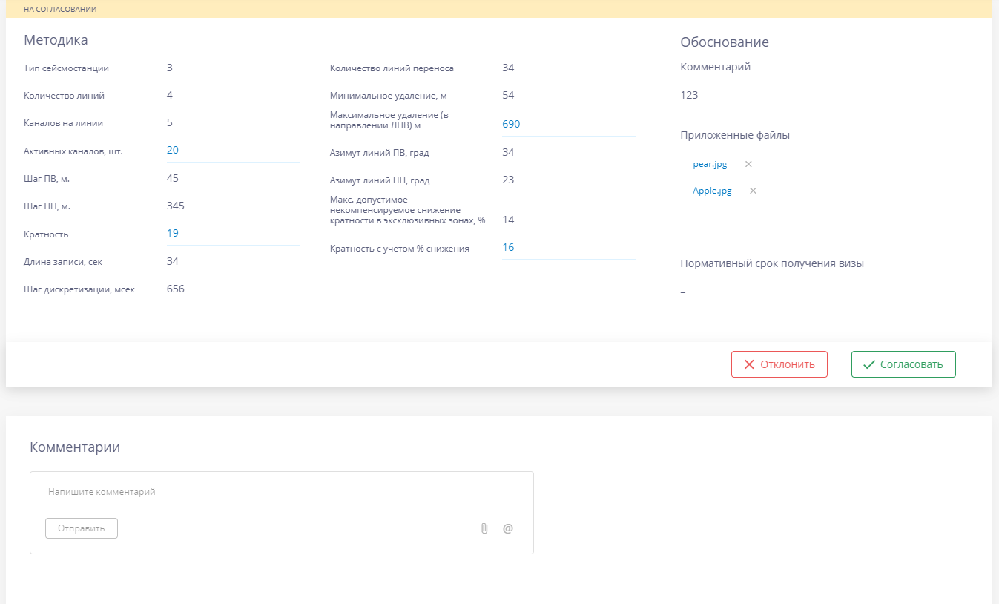 НА СОГЛАСОВАНИИ
Методика
Тип сейсмостанции 3
Количество линий 4
Каналов на линии 5
Активных каналов, шт. 20
Шаг ПВ, м. 45
Шаг ПП, м. 345
Кратность 19
Длина записи, сек 34
Шаг дискретизации, мсек 656
Количество линий переноса 34
Минимальное удаление, м 54
Максимальное удаление (в
направлении ЛПВ) м 690
Азимут линий ПВ, град 34
Азимут линий ПП, град 23
Макс. допустимое
некомпенсируемое снижение
кратности в эксклюзивных зонах, % 14
Кратность с учетом % снижения 16
Обоснование
Комментарий
123
Приложенные файлы
pear.jpg
Apple.jpg
Нормативный срок получения визы
–
Отклонить
Согласовать
Комментарии
Напишите комментарий
Отправить
@